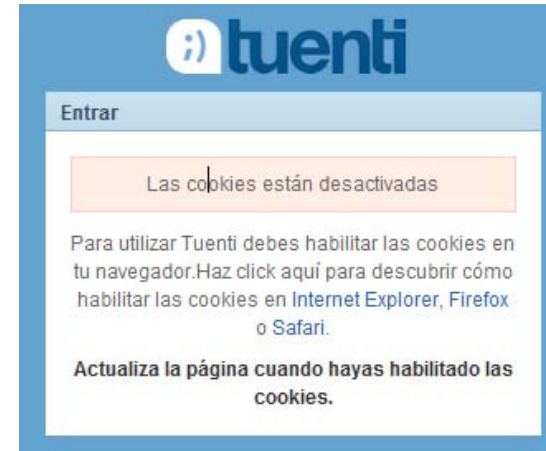 ;) tuenti
Entrar
Las cookies están desactivadas
Para utilizar Tuenti debes habilitar las cookies en
tu navegador.Haz click aquí para descubrir cómo
habilitar las cookies en Internet Explorer, Firefox
o Safari.
Actualiza la página cuando hayas habilitado las
cookies.